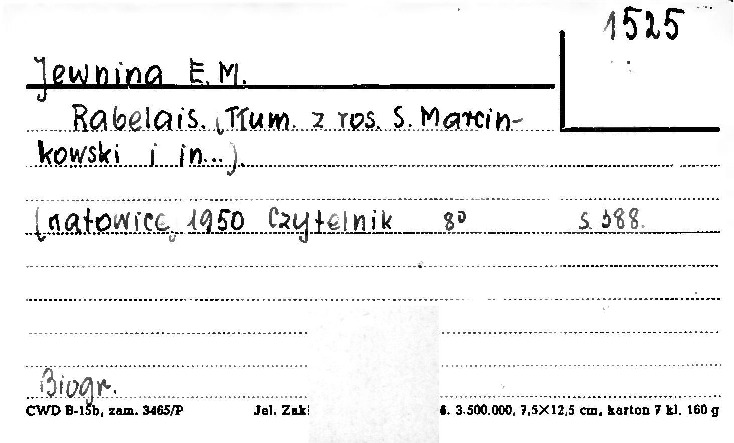 1525
Jewnina E.M.
Rabelais. (Tłum. z ros. S. Marcin-
kowski i in...).
(Katowice, 1950 Czytelnik 8° s. 388.
Biogr.
CWD B-15b, zam. 3465/P Jel. Zakł 6. 3.500.000, 7,5×12,5 cm, karton 7 kl. 160 g